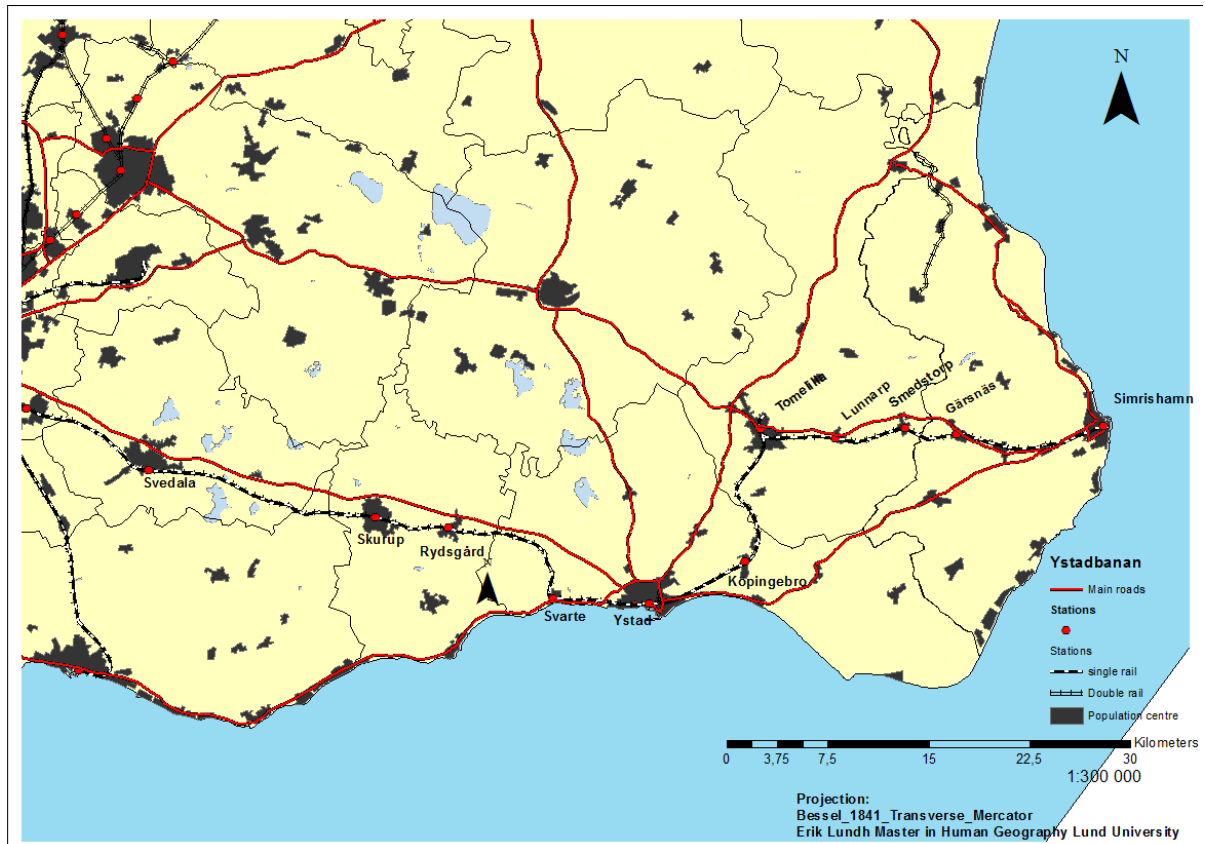 N
Tomelilla
Lunnarp
Smedstorp
Gärsnäs
Simrishamn
Svedala
Skurup
Rydsgård
Köpingebro
Svarte
Ystad
Ystadbanan
Main roads
Stations
Stations
single rail
Double rail
Population centre
Kilometers
0 3,75 7,5 15 22,5 30
1:300 000
Projection:
Bessel_1841_Transverse_Mercator
Erik Lundh Master in Human Geography Lund University